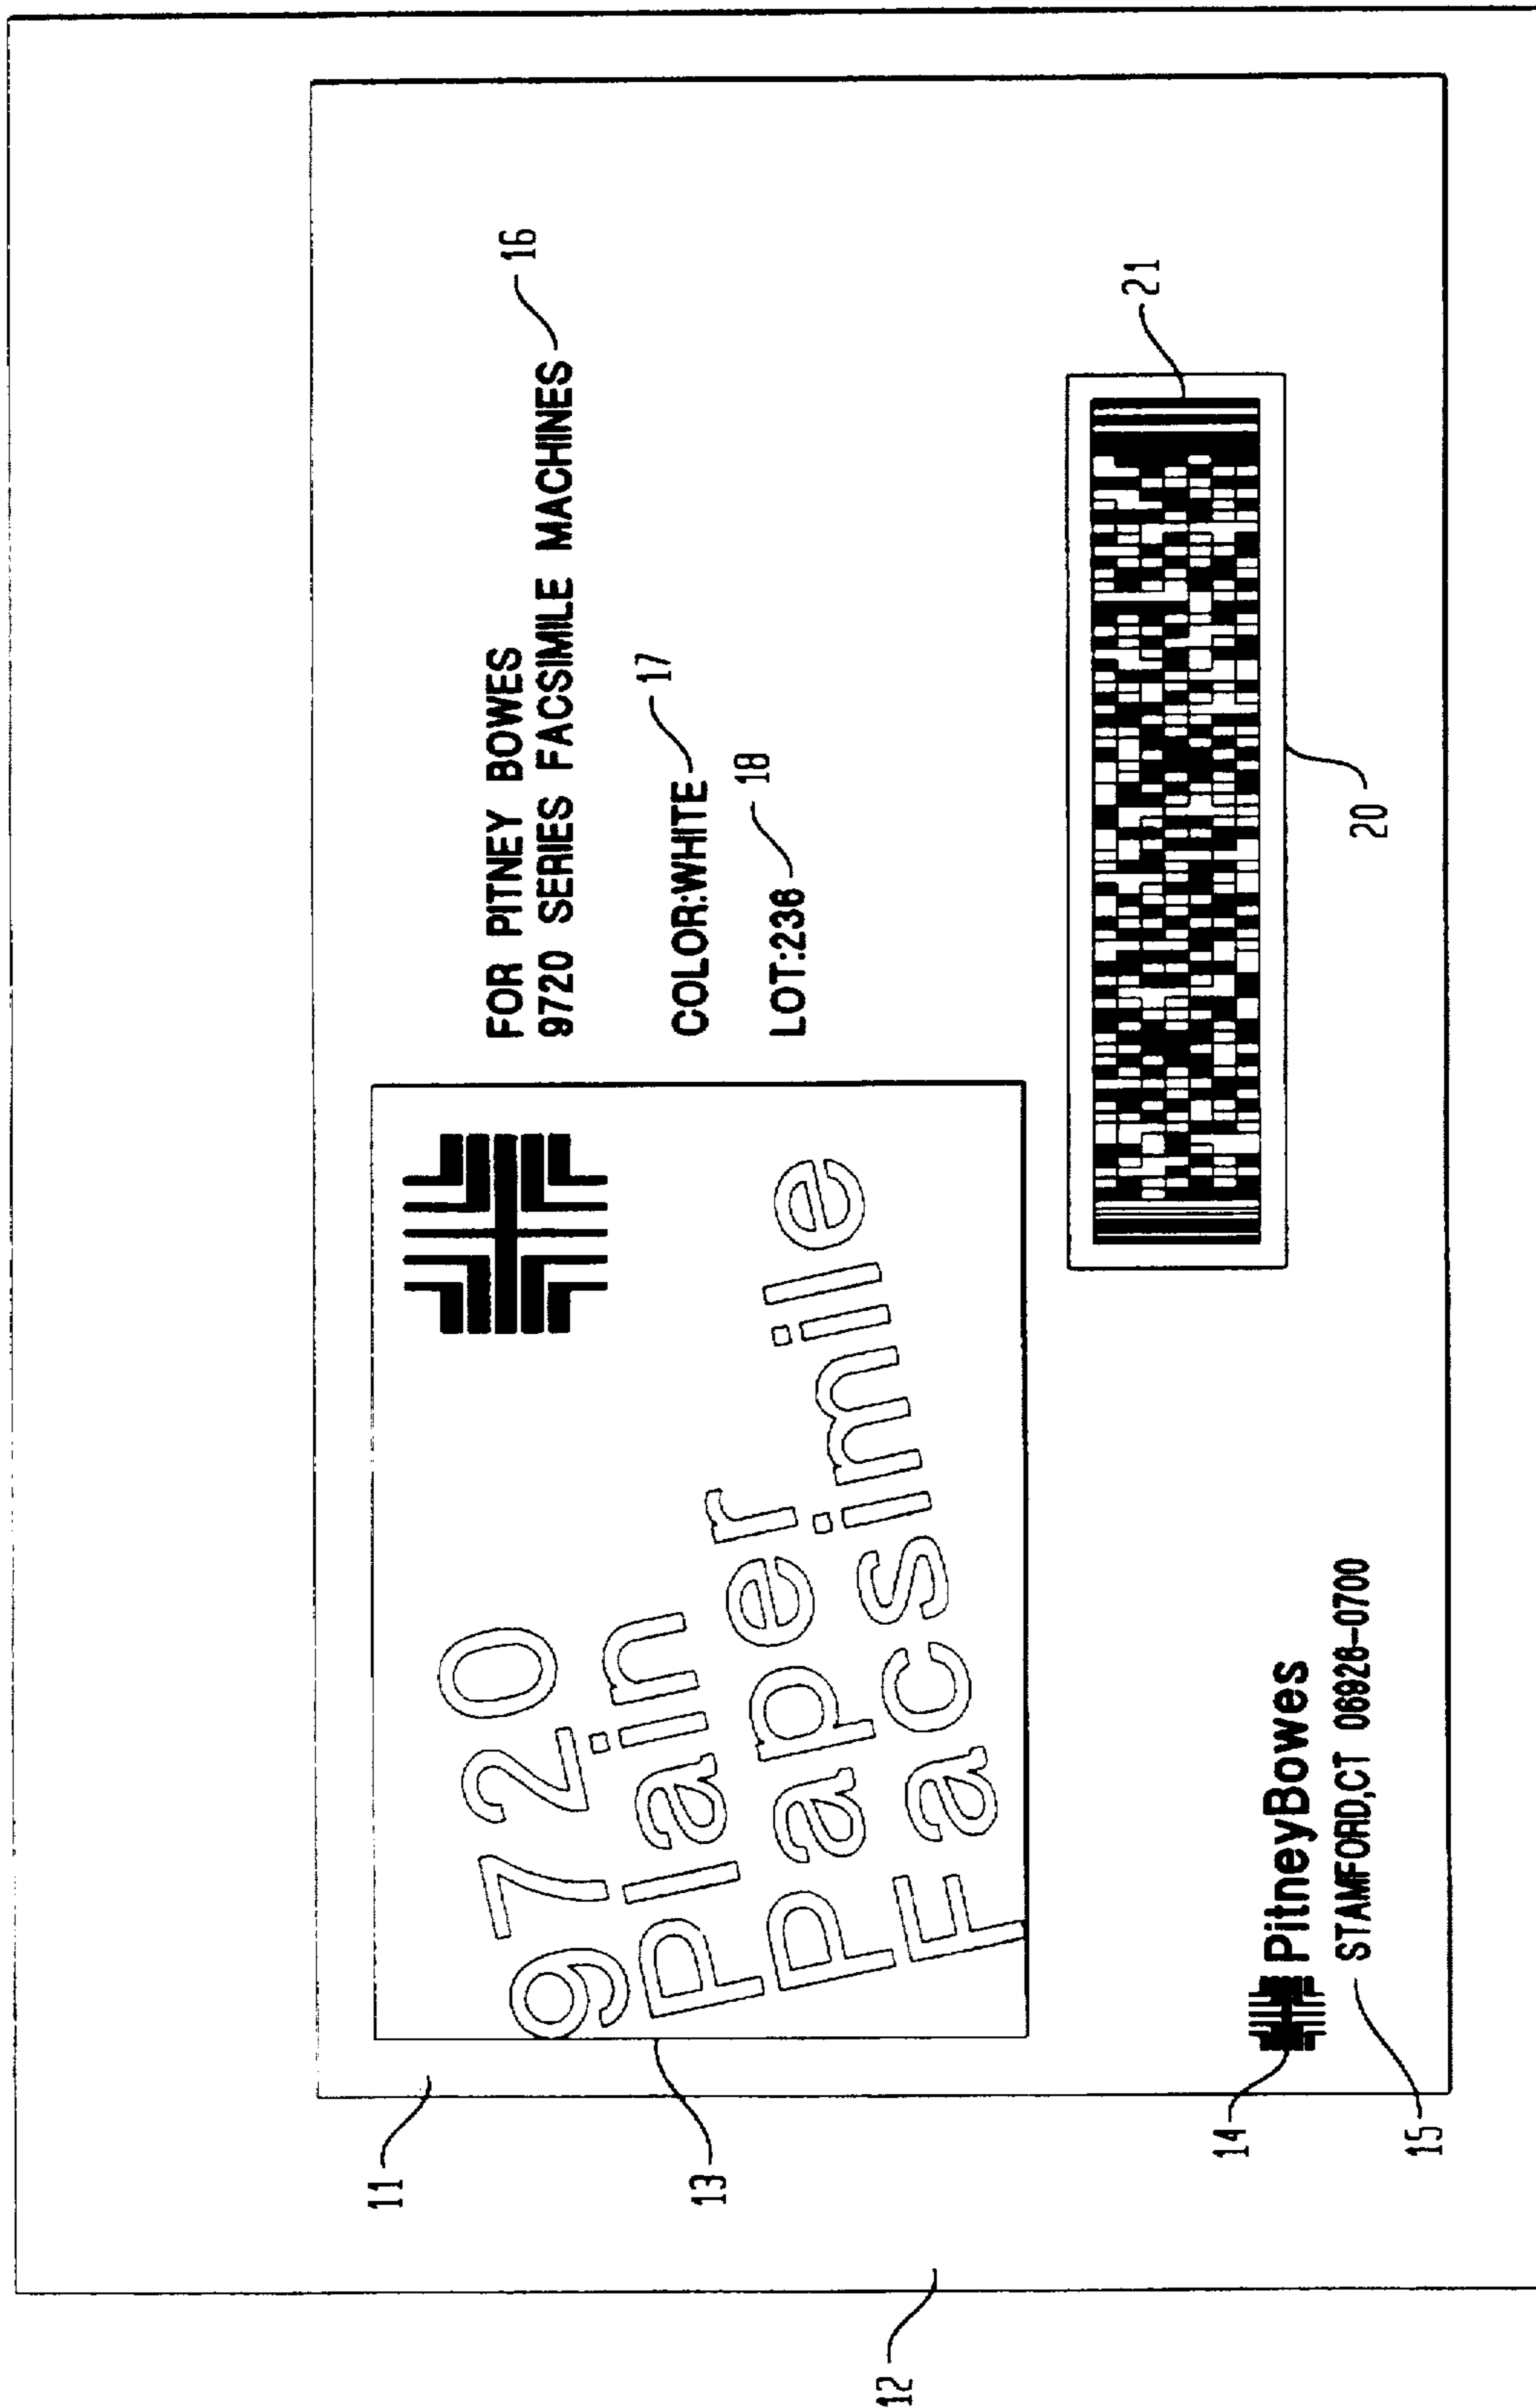 FOR PITNEY BOWES
9720 SERIES FACSIMILE MACHINES
16
COLOR:WHITE
17
LOT:236
18
9720
Plain
Paper
Facsimile
11
13
12
PitneyBowes
STAMFORD,CT 06926-0700
14
15
21
20